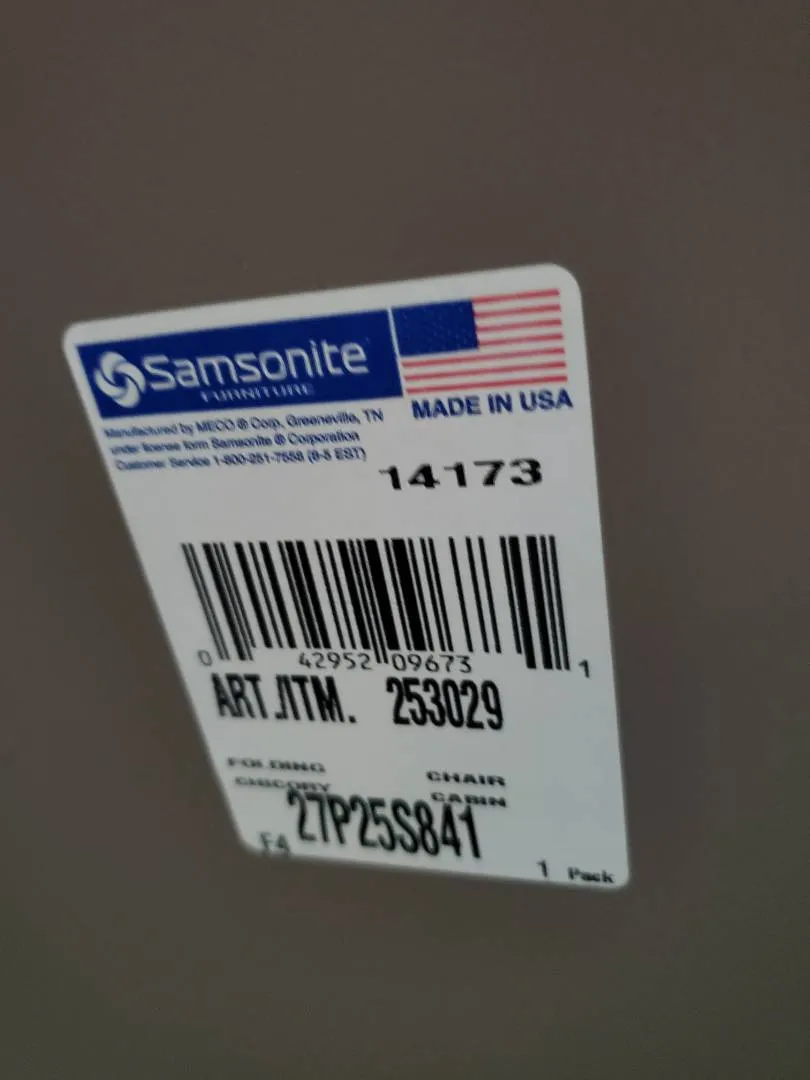 Samsonite
FURNITURE
MADE IN USA
Manufactured by MECO ® Corp, Greeneville, TN
under license form Samsonite ® Corporation
Customer Service 1-800-251-7558 (8-5 EST)
14173
0 42952 09673 1
ART./ITM. 253029
FOLDING CHAIR
CHICORY CABIN
27P25S841
F4
1 Pack